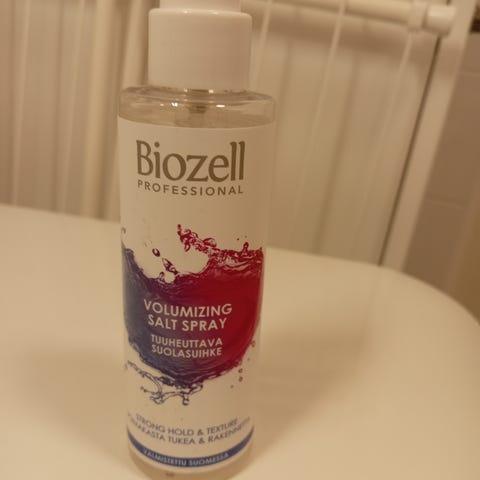 Biozell
PROFESSIONAL
VOLUMIZING
SALT SPRAY
TUUHEUTTAVA
SUOLASUIHKE
STRONG HOLD & TEXTURE
TUKEA & RAKENNETTA
VALMISTETTU SUOMESSA